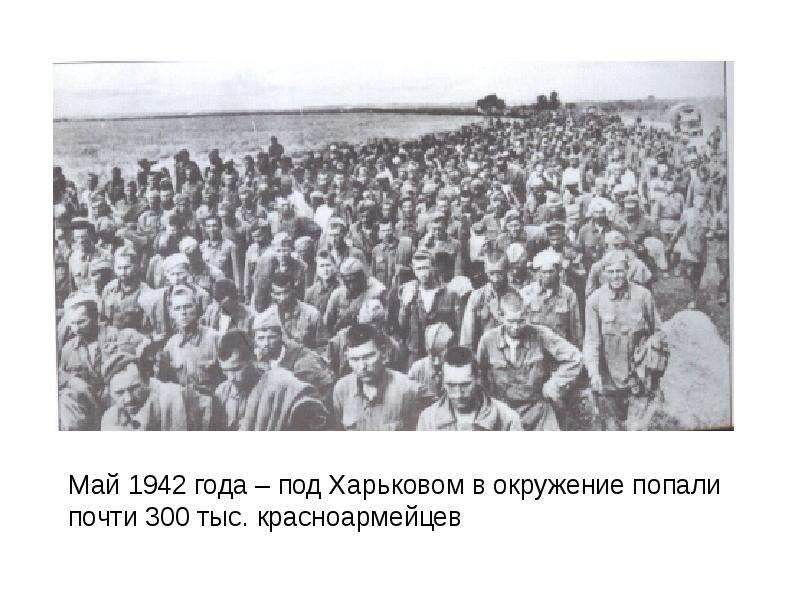 Май 1942 года – под Харьковом в окружение попали
почти 300 тыс. красноармейцев